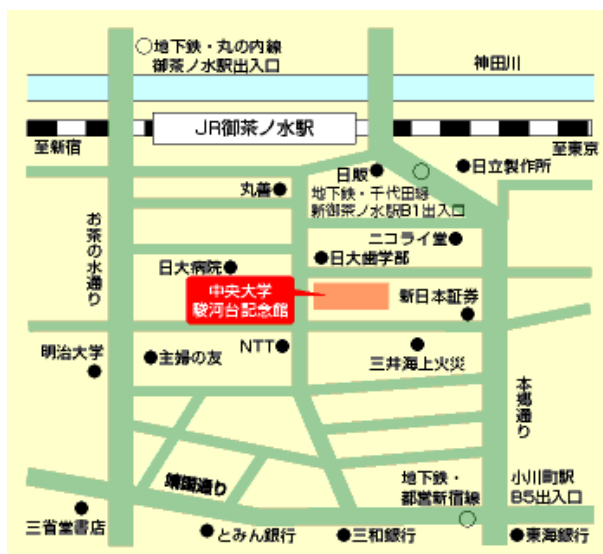 地下鉄・丸の内線
御茶ノ水駅出入口
神田川
JR御茶ノ水駅
至新宿
至東京
日販
日立製作所
丸善
地下鉄・千代田線
新御茶ノ水駅B1出入口
お茶の水通り
ニコライ堂
日大歯学部
日大病院
中央大学
駿河台記念館
新日本証券
明治大学
主婦の友
NTT
三井海上火災
本郷通り
靖国通り
地下鉄・
都営新宿線
小川町駅
B5出入口
三省堂書店
とみん銀行
三和銀行
東海銀行